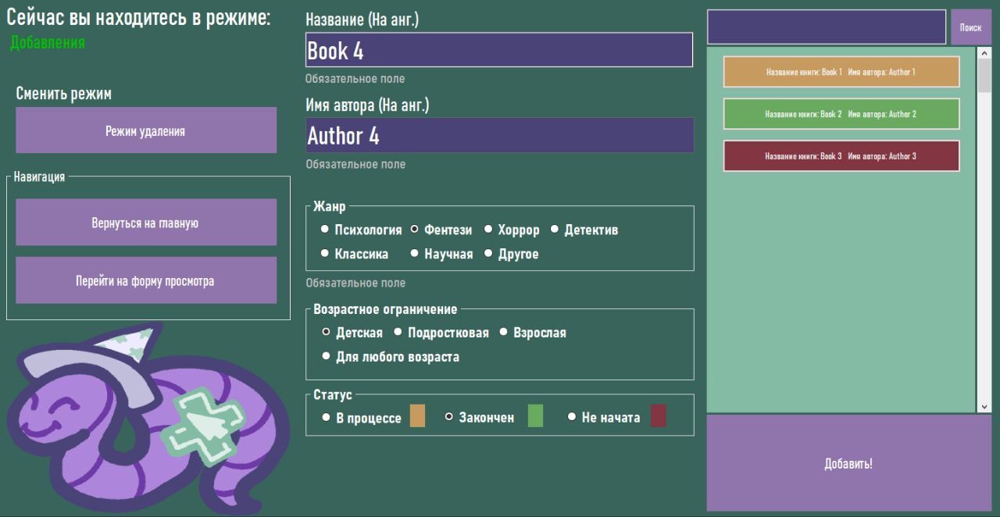 Сейчас вы находитесь в режиме:
Добавления
Сменить режим
Режим удаления
Навигация
Вернуться на главную
Перейти на форму просмотра
Название (На анг.)
Book 4
Обязательное поле
Имя автора (На анг.)
Author 4
Обязательное поле
Жанр
Психология Фентези Хоррор Детектив
Классика Научная Другое
Обязательное поле
Возрастное ограничение
Детская Подростковая Взрослая
Для любого возраста
Статус
В процессе Закончен Не начата
Поиск
Название книги: Book 1 Имя автора: Author 1
Название книги: Book 2 Имя автора: Author 2
Название книги: Book 3 Имя автора: Author 3
Добавить!